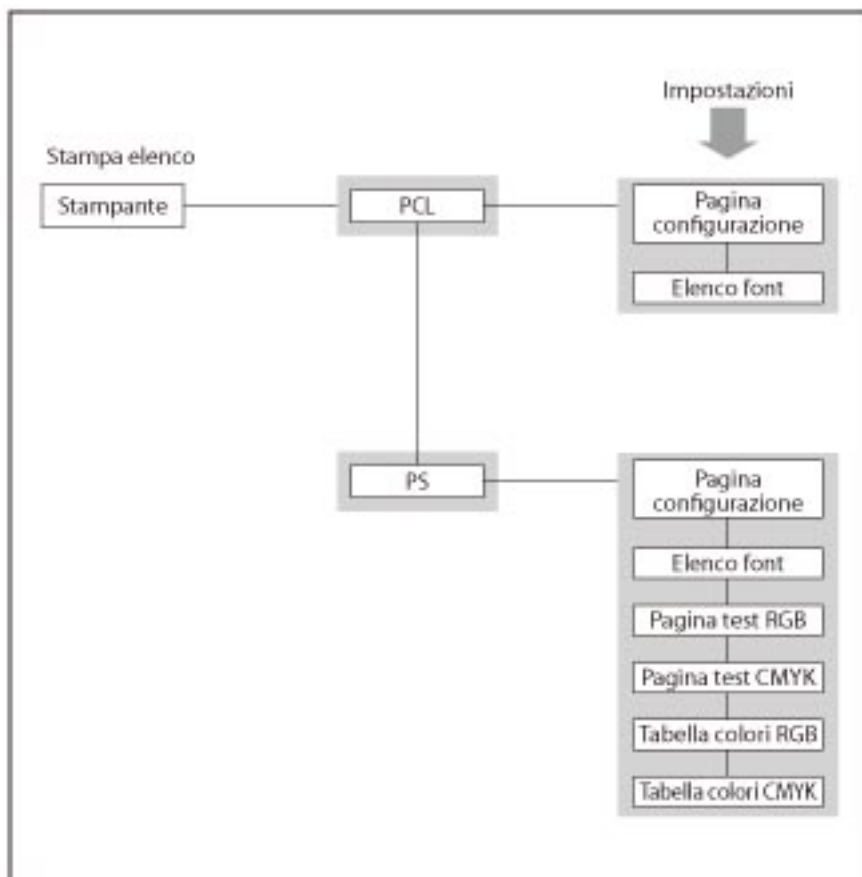 Impostazioni
Stampa elenco
Stampante
PCL
Pagina
configurazione
Elenco font
PS
Pagina
configurazione
Elenco font
Pagina test RGB
Pagina test CMYK
Tabella colori RGB
Tabella colori CMYK